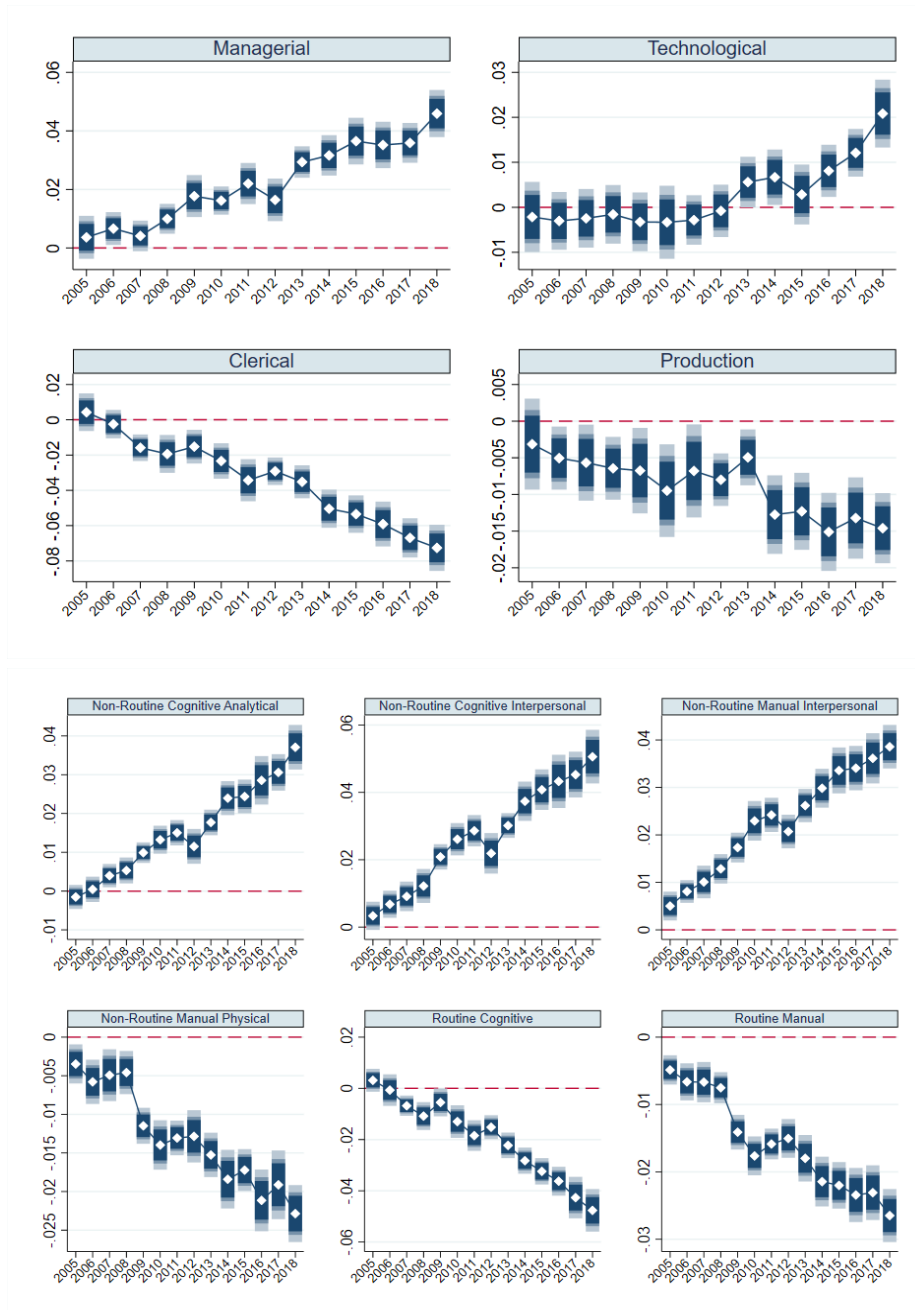 Managerial
.06
.04
.02
0
2005 2006 2007 2008 2009 2010 2011 2012 2013 2014 2015 2016 2017 2018
Technological
.03
.02
.01
0
-.01
2005 2006 2007 2008 2009 2010 2011 2012 2013 2014 2015 2016 2017 2018
Clerical
.02
0
-.02
-.04
-.06
-.08
2005 2006 2007 2008 2009 2010 2011 2012 2013 2014 2015 2016 2017 2018
Production
.005
0
-.005
-.01
-.015
-.02
2005 2006 2007 2008 2009 2010 2011 2012 2013 2014 2015 2016 2017 2018
Non-Routine Cognitive Analytical
.04
.03
.02
.01
0
-.01
2005 2006 2007 2008 2009 2010 2011 2012 2013 2014 2015 2016 2017 2018
Non-Routine Cognitive Interpersonal
.06
.04
.02
0
2005 2006 2007 2008 2009 2010 2011 2012 2013 2014 2015 2016 2017 2018
Non-Routine Manual Interpersonal
.04
.03
.02
.01
0
2005 2006 2007 2008 2009 2010 2011 2012 2013 2014 2015 2016 2017 2018
Non-Routine Manual Physical
0
-.005
-.01
-.015
-.02
-.025
2005 2006 2007 2008 2009 2010 2011 2012 2013 2014 2015 2016 2017 2018
Routine Cognitive
.02
0
-.02
-.04
-.06
2005 2006 2007 2008 2009 2010 2011 2012 2013 2014 2015 2016 2017 2018
Routine Manual
0
-.01
-.02
-.03
2005 2006 2007 2008 2009 2010 2011 2012 2013 2014 2015 2016 2017 2018